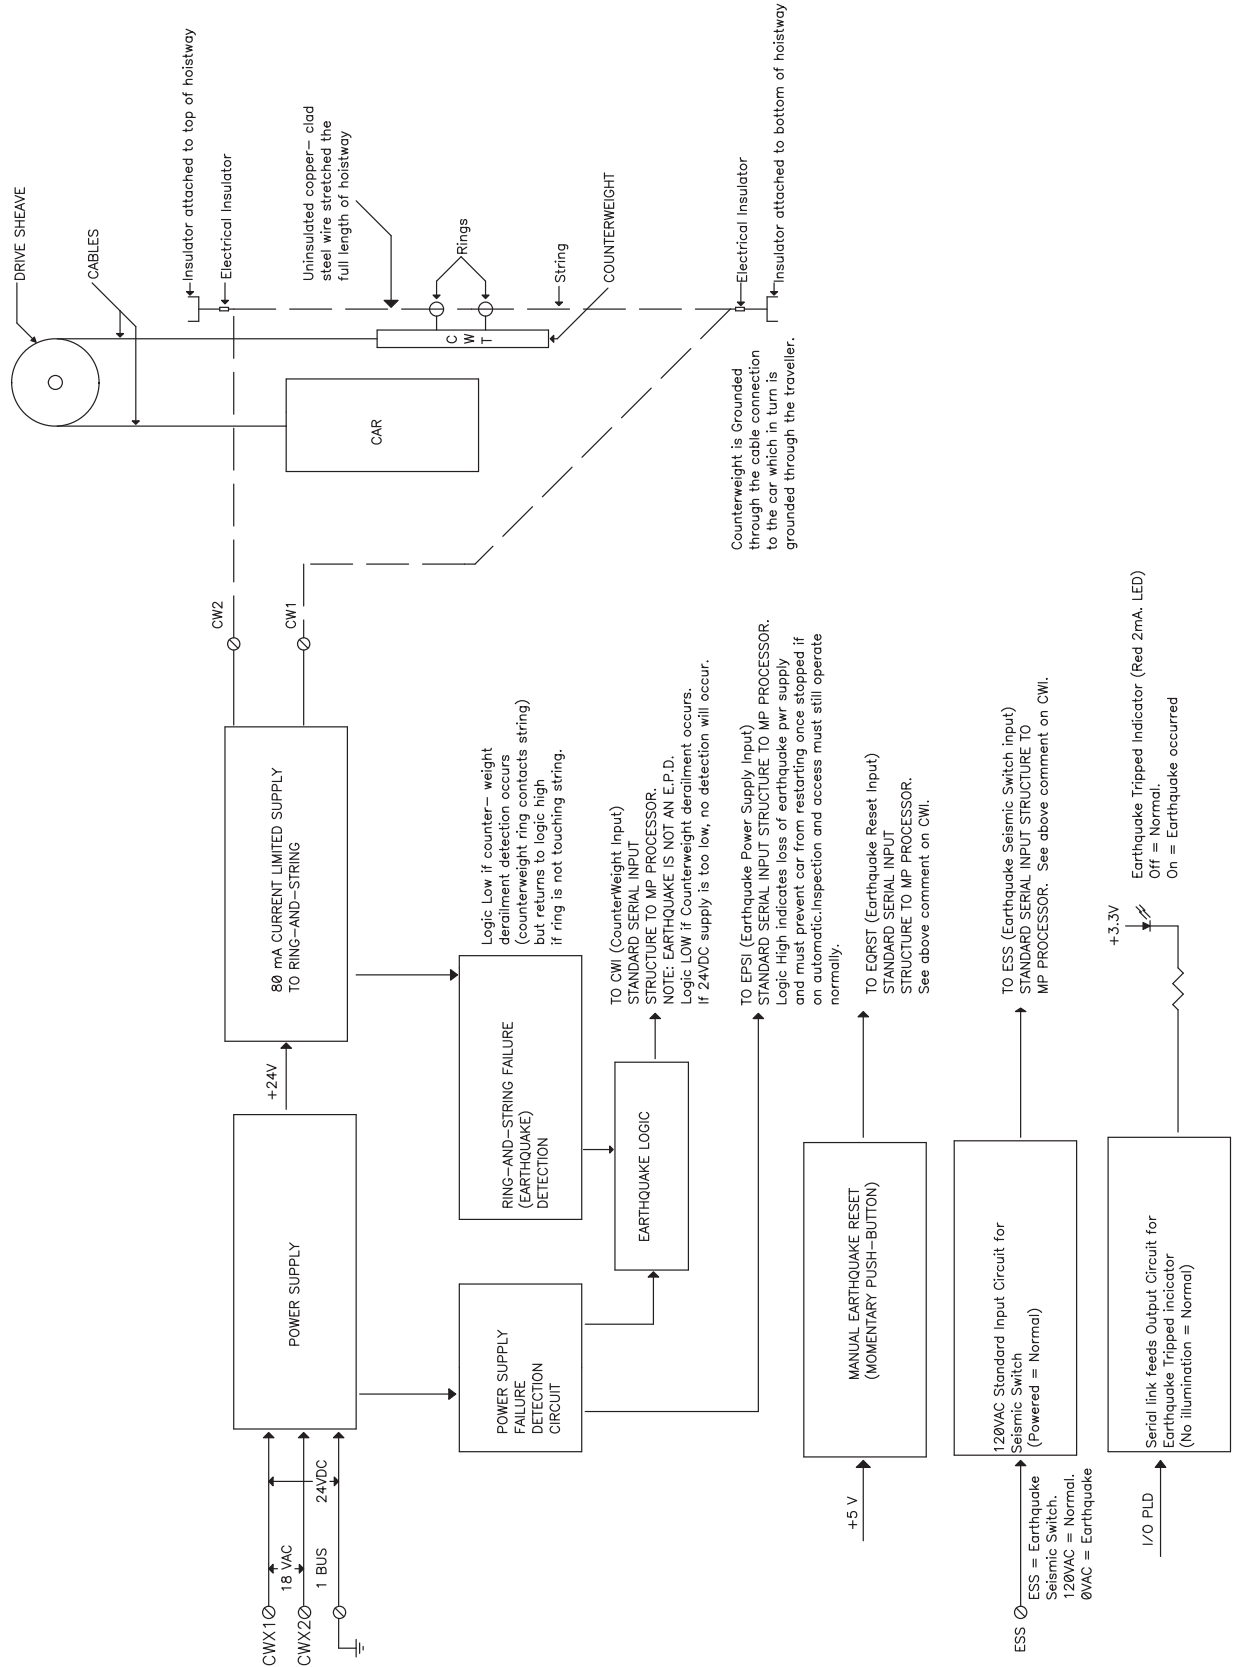 CWX1
CWX2
18 VAC
1 BUS
24VDC
POWER SUPPLY
+24V
80 mA CURRENT LIMITED SUPPLY
TO RING-AND-STRING
CW2
CW1
DRIVE SHEAVE
CABLES
CAR
C
W
T
Insulator attached to top of hoistway
Electrical Insulator
Uninsulated copper- clad
steel wire stretched the
full length of hoistway
Rings
String
COUNTERWEIGHT
Electrical Insulator
Insulator attached to bottom of hoistway
Counterweight is Grounded
through the cable connection
to the car which in turn is
grounded through the traveller.
POWER SUPPLY
FAILURE
DETECTION
CIRCUIT
RING-AND-STRING FAILURE
(EARTHQUAKE)
DETECTION
Logic Low if counter- weight
derailment detection occurs
(counterweight ring contacts string)
but returns to logic high
if ring is not touching string.
EARTHQUAKE LOGIC
TO CWI (CounterWeight Input)
STANDARD SERIAL INPUT
STRUCTURE TO MP PROCESSOR.
NOTE: EARTHQUAKE IS NOT AN E.P.D.
Logic LOW if Counterweight derailment occurs.
If 24VDC supply is too low, no detection will occur.
TO EPSI (Earthquake Power Supply Input)
STANDARD SERIAL INPUT STRUCTURE TO MP PROCESSOR.
Logic High indicates loss of earthquake pwr supply
and must prevent car from restarting once stopped if
on automatic.Inspection and access must still operate
normally.
+5 V
MANUAL EARTHQUAKE RESET
(MOMENTARY PUSH-BUTTON)
TO EQRST (Earthquake Reset Input)
STANDARD SERIAL INPUT
STRUCTURE TO MP PROCESSOR.
See above comment on CWI.
ESS
ESS = Earthquake
Seismic Switch.
120VAC = Normal.
0VAC = Earthquake
120VAC Standard Input Circuit for
Seismic Switch
(Powered = Normal)
TO ESS (Earthquake Seismic Switch input)
STANDARD SERIAL INPUT STRUCTURE TO
MP PROCESSOR. See above comment on CWI.
I/O PLD
Serial link feeds Output Circuit for
Earthquake Tripped incicator
(No illumination = Normal)
+3.3V
Earthquake Tripped Indicator (Red 2mA. LED)
Off = Normal.
On = Earthquake occurred